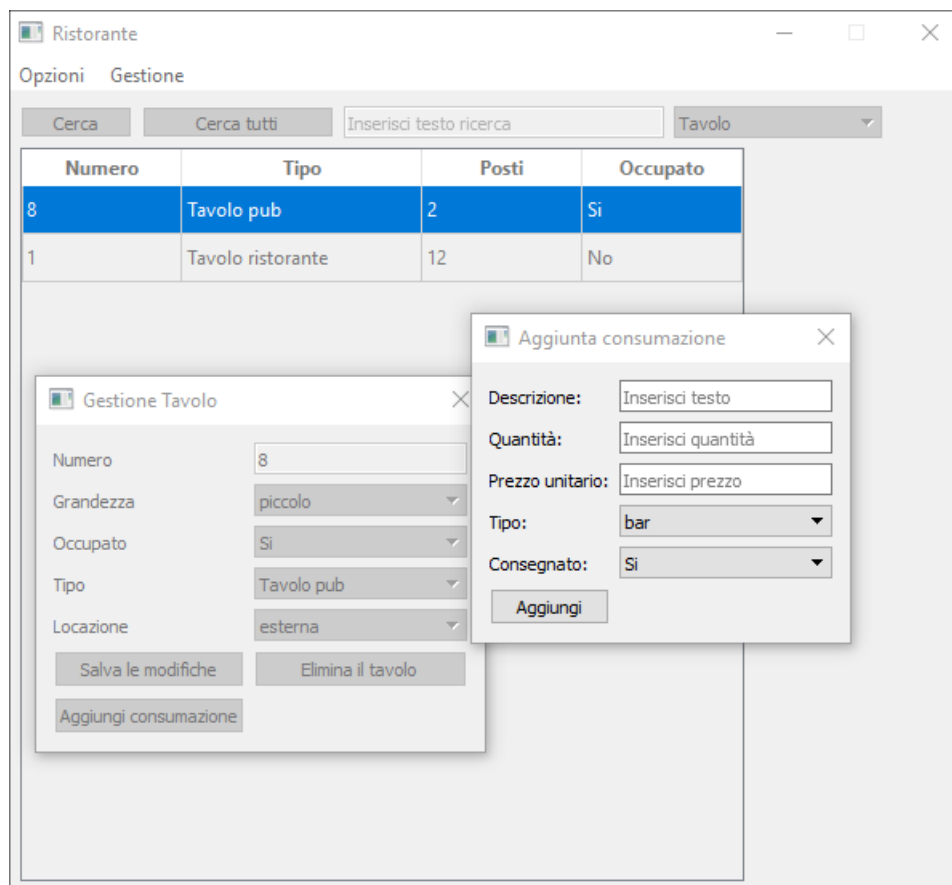 Ristorante
Opzioni Gestione
Cerca Cerca tutti Inserisci testo ricerca Tavolo
Numero Tipo Posti Occupato
8 Tavolo pub 2 Si
1 Tavolo ristorante 12 No
Gestione Tavolo
Numero 8
Grandezza piccolo
Occupato Si
Tipo Tavolo pub
Locazione esterna
Salva le modifiche Elimina il tavolo
Aggiungi consumazione
Aggiunta consumazione
Descrizione: Inserisci testo
Quantità: Inserisci quantità
Prezzo unitario: Inserisci prezzo
Tipo: bar
Consegnato: Si
Aggiungi